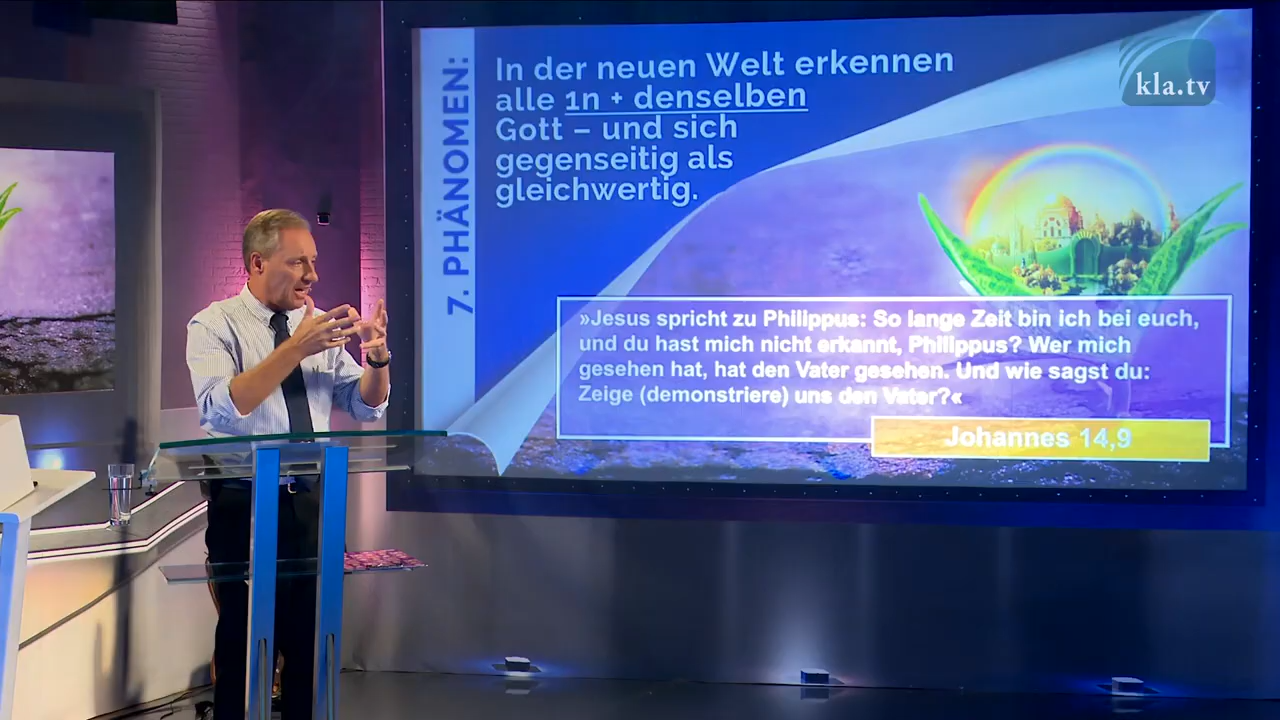 7. PHÄNOMEN:
In der neuen Welt erkennen
alle 1n + denselben
Gott – und sich
gegenseitig als
gleichwertig.
kla.tv
»Jesus spricht zu Philippus: So lange Zeit bin ich bei euch,
und du hast mich nicht erkannt, Philippus? Wer mich
gesehen hat, hat den Vater gesehen. Und wie sagst du:
Zeige (demonstriere) uns den Vater?«
Johannes 14,9